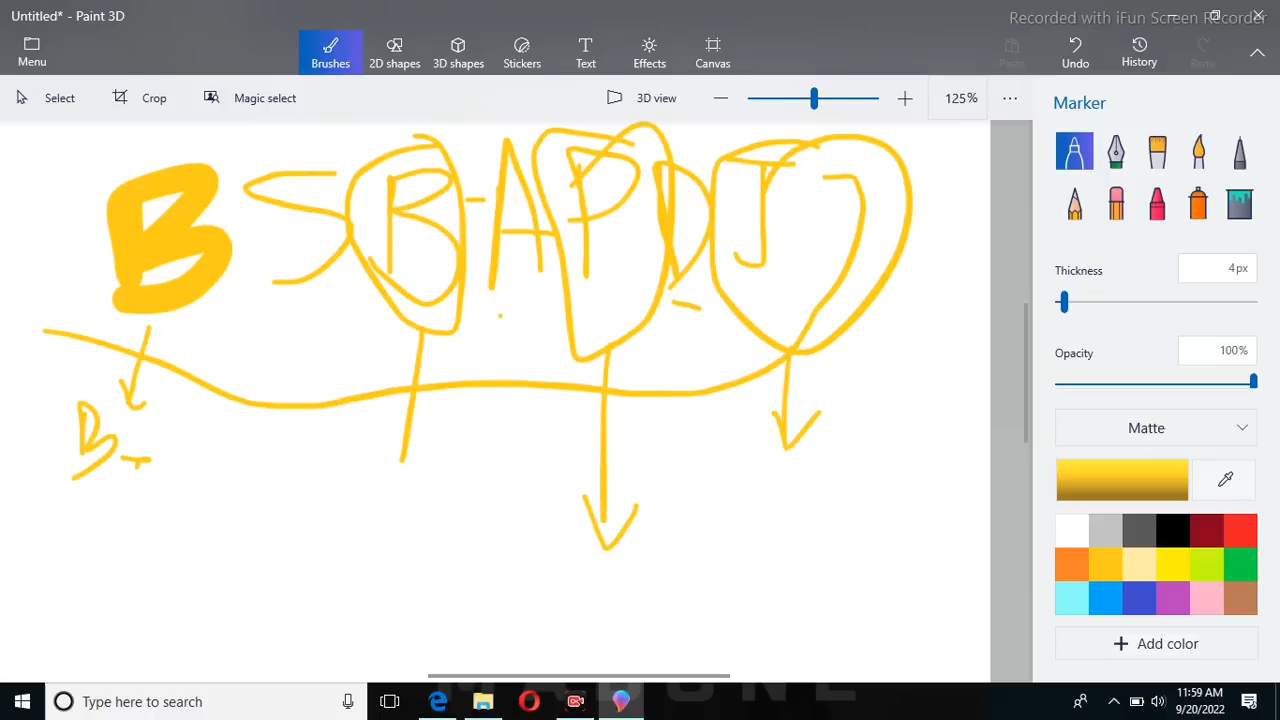 Untitled* - Paint 3D
Recorded with iFun Screen Recorder
Menu
Brushes
2D shapes
3D shapes
Stickers
Text
Effects
Canvas
Paste
Undo
History
Redo
Select
Crop
Magic select
3D view
125%
Marker
B S B-A P D J
B
Thickness
4px
Opacity
100%
Matte
Add color
Type here to search
11:59 AM
9/20/2022